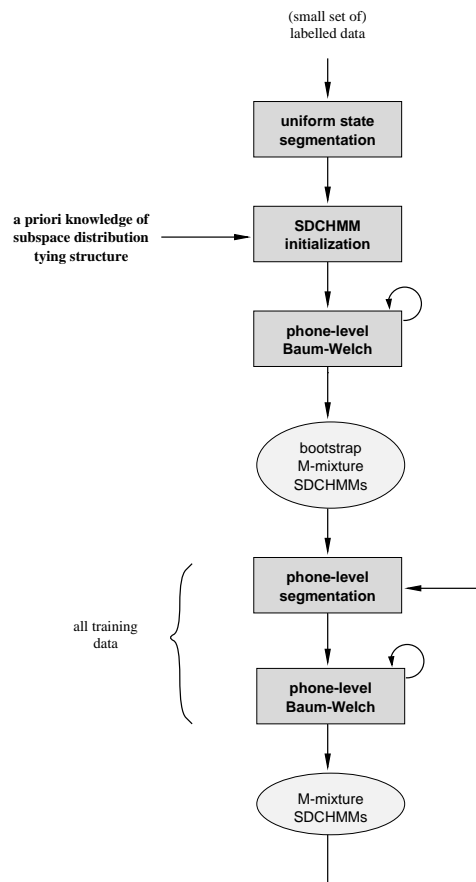 (small set of)
labelled data
uniform state
segmentation
a priori knowledge of
subspace distribution
tying structure
SDCHMM
initialization
phone-level
Baum-Welch
bootstrap
M-mixture
SDCHMMs
phone-level
segmentation
all training
data
phone-level
Baum-Welch
M-mixture
SDCHMMs